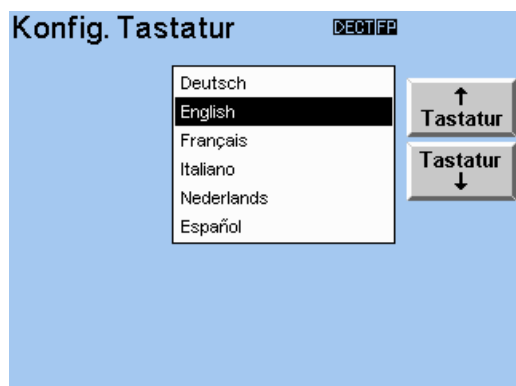 Konfig. Tastatur
DECT FP
Deutsch
English
Français
Italiano
Nederlands
Español
↑
Tastatur
Tastatur
↓